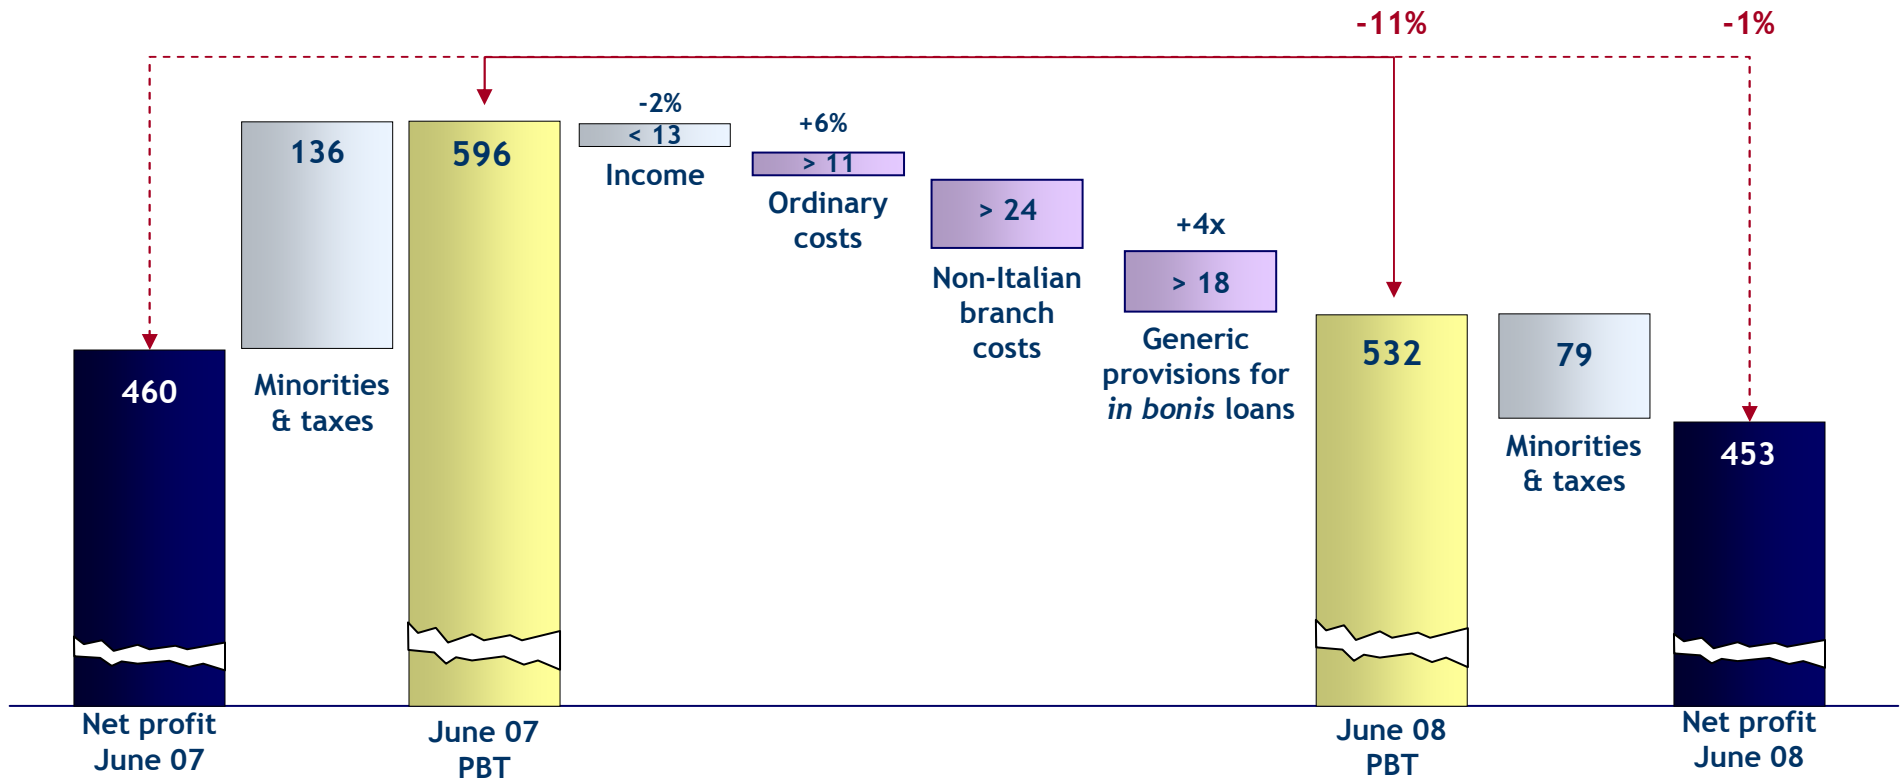 -11%
-1%
-2%
< 13
Income
+6%
> 11
Ordinary
costs
136
Minorities
& taxes
596
> 24
Non-Italian
branch
costs
+4x
> 18
Generic
provisions for
in bonis loans
460
532
79
Minorities
& taxes
453
Net profit
June 07
June 07
PBT
June 08
PBT
Net profit
June 08